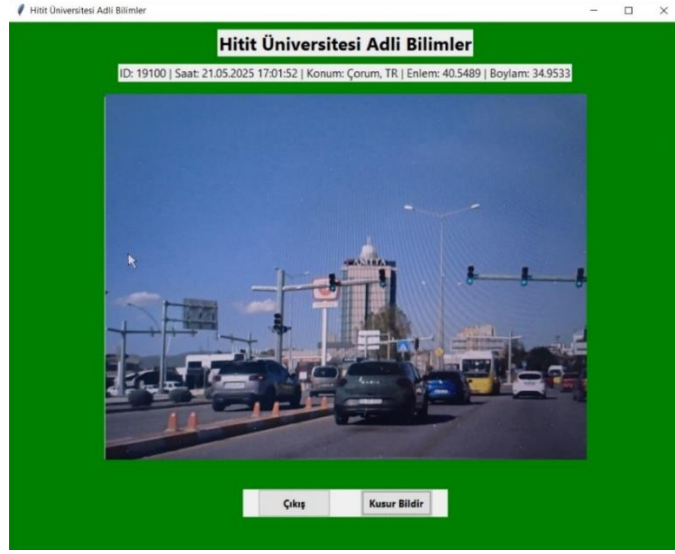 Hitit Üniversitesi Adli Bilimler
Hitit Üniversitesi Adli Bilimler
ID: 19100 | Saat: 21.05.2025 17:01:52 | Konum: Çorum, TR | Enlem: 40.5489 | Boylam: 34.9533
ANITTA
Çıkış
Kusur Bildir